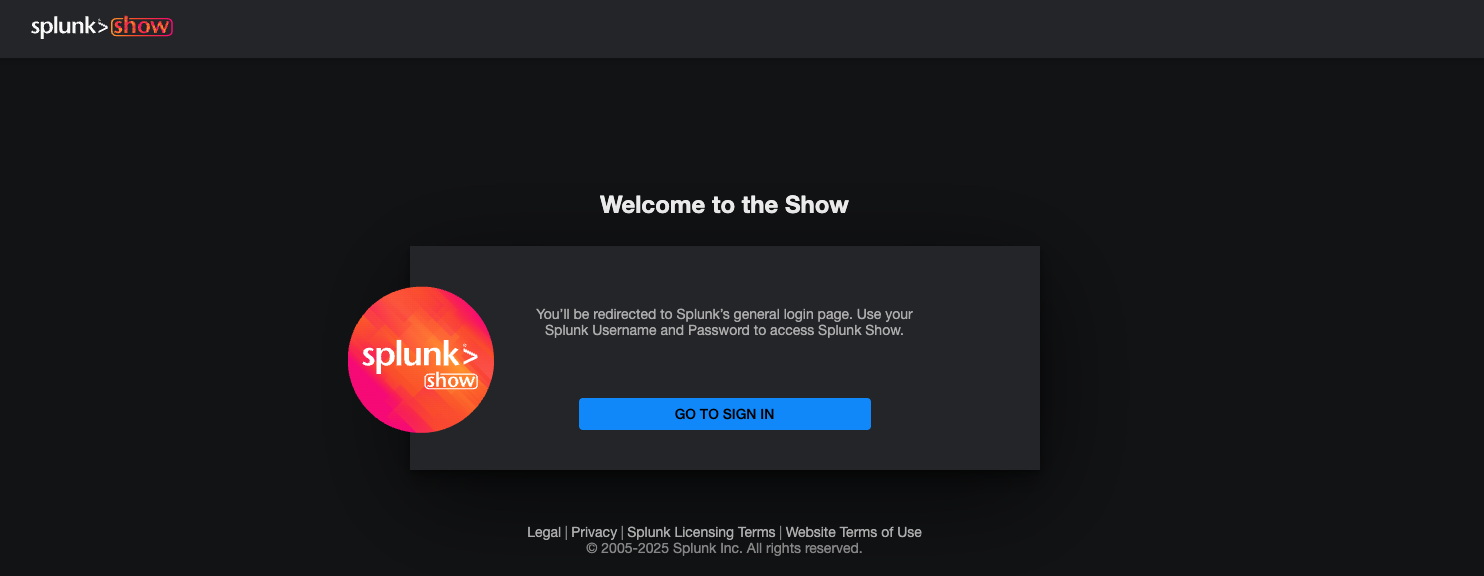 splunk> show
Welcome to the Show
You’ll be redirected to Splunk’s general login page. Use your
Splunk Username and Password to access Splunk Show.
splunk>
show
GO TO SIGN IN
Legal | Privacy | Splunk Licensing Terms | Website Terms of Use
© 2005-2025 Splunk Inc. All rights reserved.